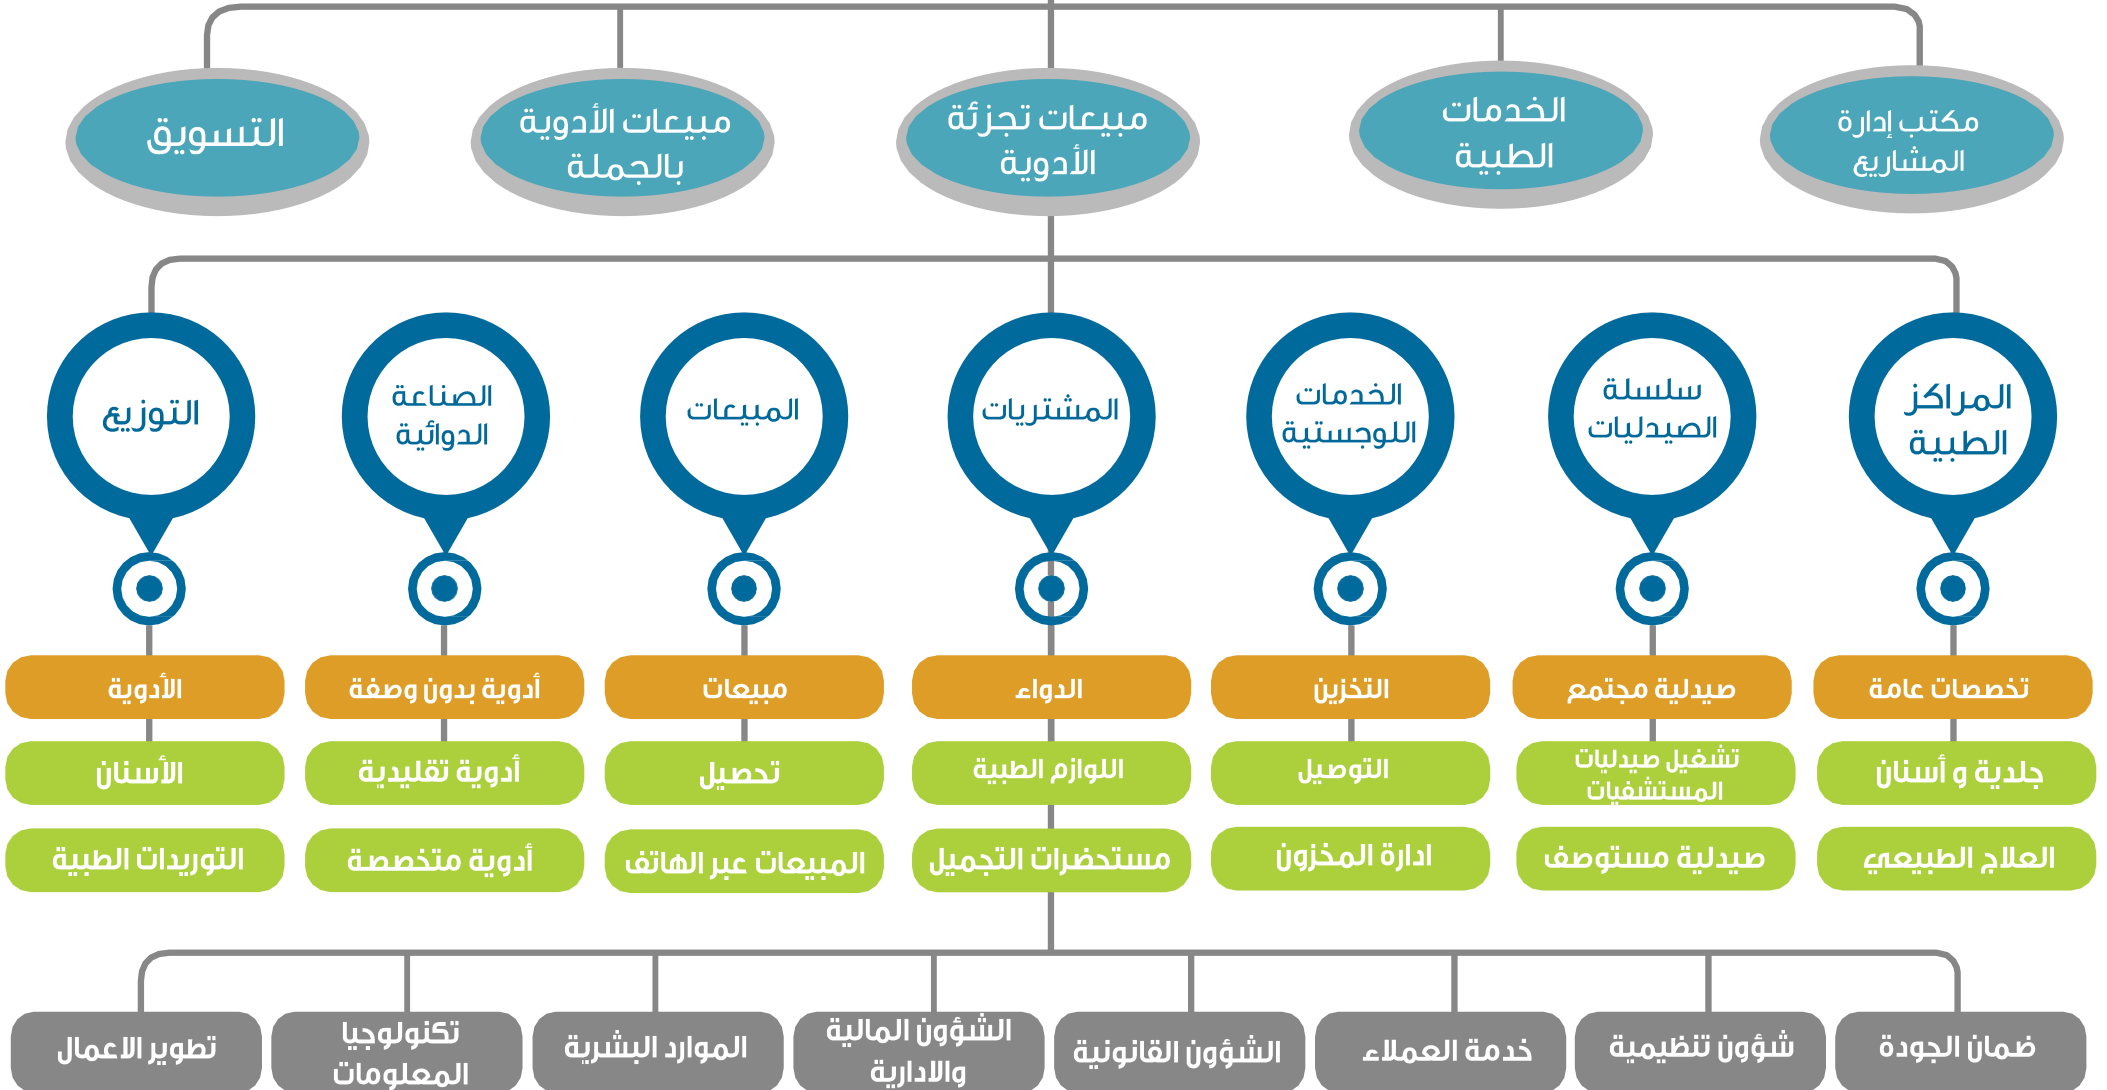 مكتب إدارة
المشاريع
الخدمات
الطبية
مبيعات تجزئة
الأدوية
مبيعات الأدوية
بالجملة
التسويق
المراكز
الطبية
سلسلة
الصيدليات
الخدمات
اللوجستية
المشتريات
المبيعات
الصناعة
الدوائية
التوزيع
تخصصات عامة
صيدلية مجتمع
التخزين
الدواء
مبيعات
أدوية بدون وصفة
الأدوية
جلدية و أسنان
تشغيل صيدليات
المستشفيات
التوصيل
اللوازم الطبية
تحصيل
أدوية تقليدية
الأسنان
العلاج الطبيعي
صيدلية مستوصف
ادارة المخزون
مستحضرات التجميل
المبيعات عبر الهاتف
أدوية متخصصة
التوريدات الطبية
ضمان الجودة
شؤون تنظيمية
خدمة العملاء
الشؤون القانونية
الشؤون المالية
والادارية
الموارد البشرية
تكنولوجيا
المعلومات
تطوير الاعمال